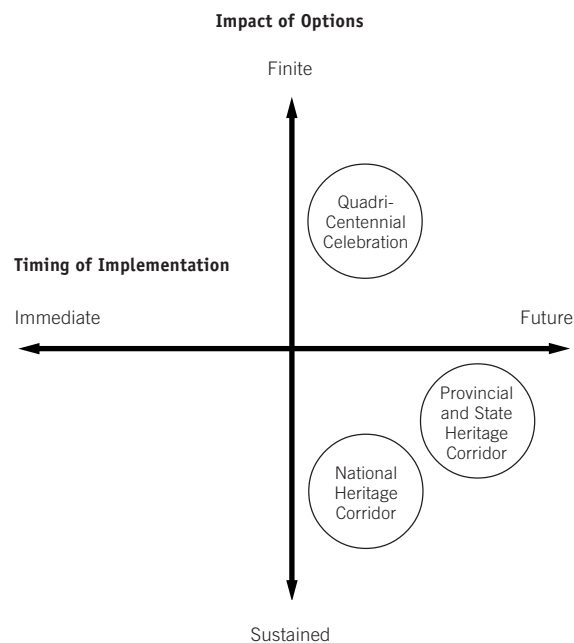 Impact of Options
Finite
Quadri-
Centennial
Celebration
Timing of Implementation
Immediate
Future
Provincial
and State
Heritage
Corridor
National
Heritage
Corridor
Sustained